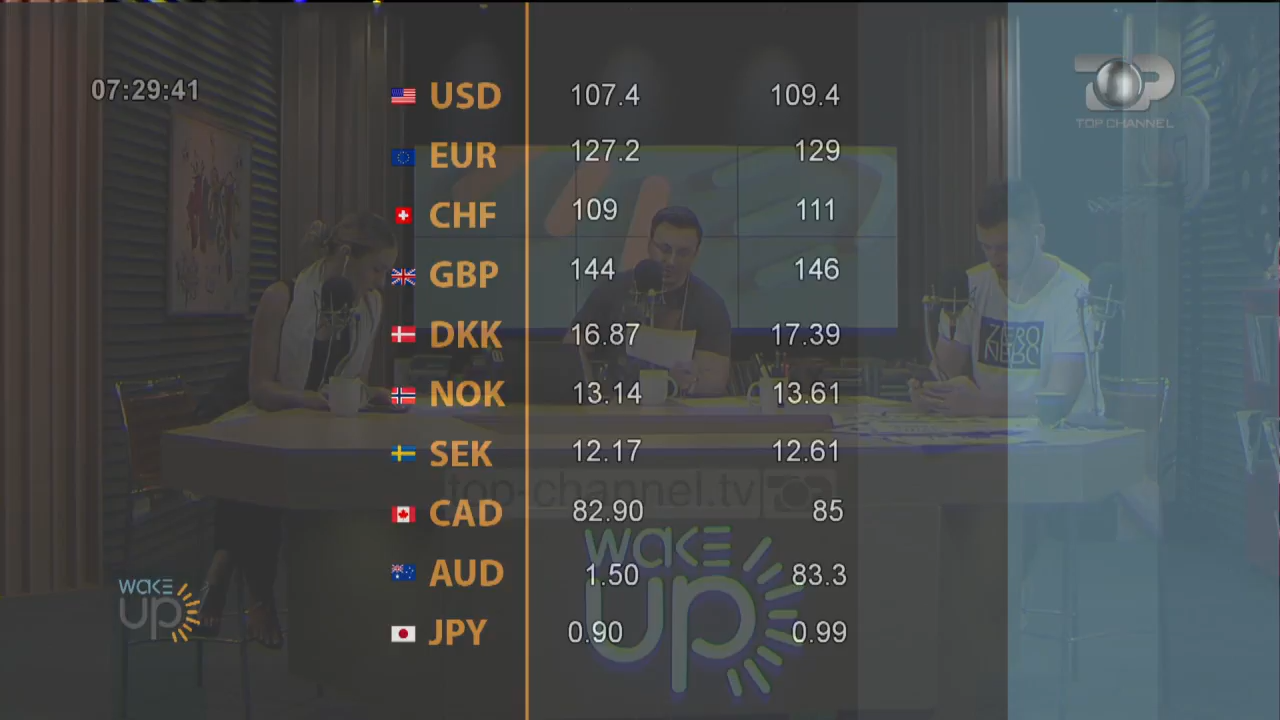 07:29:41
TOP CHANNEL
USD 107.4 109.4
EUR 127.2 129
CHF 109 111
GBP 144 146
DKK 16.87 17.39
NOK 13.14 13.61
SEK 12.17 12.61
top-channel.tv
CAD 82.90 85
AUD 1.50 83.3
JPY 0.90 0.99
ZERO
wake
up
wake
up